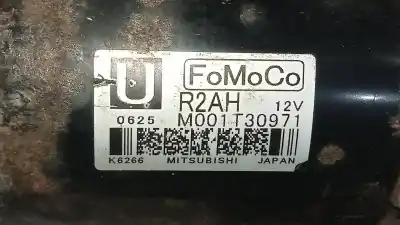 U FoMoCo
R2AH 12V
0625 M001T30971
K6266 MITSUBISHI JAPAN